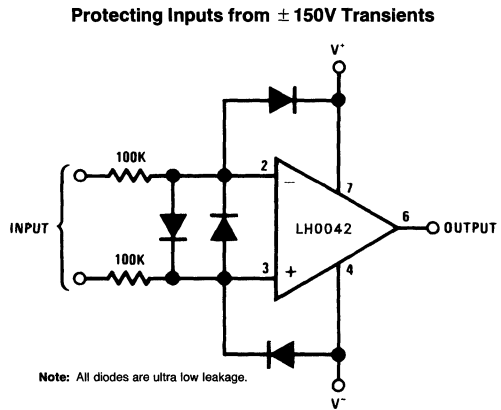 Protecting Inputs from ± 150V Transients
V+
100K
2
−
7
INPUT
LH0042
6
OUTPUT
100K
3
+
4
Note: All diodes are ultra low leakage.
V−